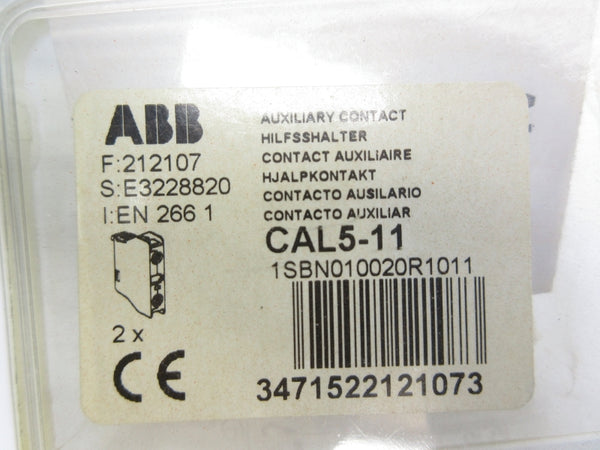 ABB
F:212107
S:E3228820
I:EN 266 1
2 x
CE
AUXILIARY CONTACT
HILFSSHALTER
CONTACT AUXILIAIRE
HJALPKONTAKT
CONTACTO AUSILARIO
CONTACTO AUXILIAR
CAL5-11
1SBN010020R1011
3471522121073